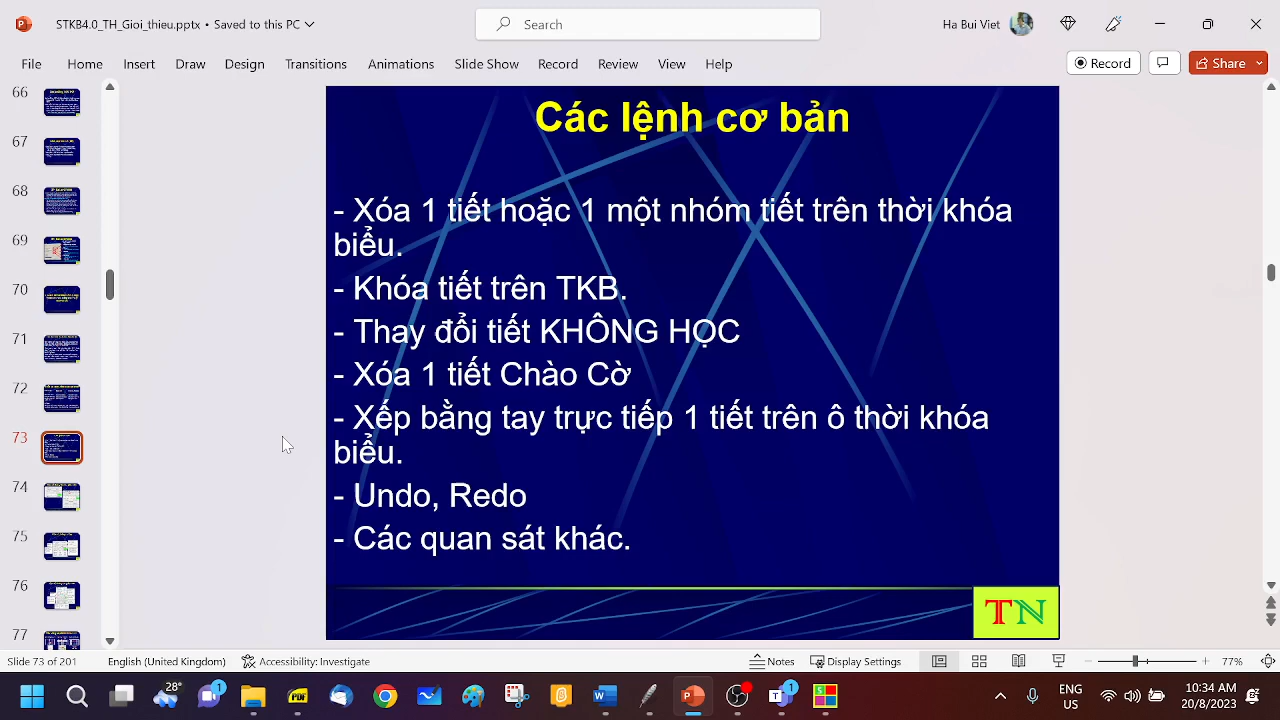 STKB4.0_TH_Gioi_thieu.pptx • Saved to this PC
Search
Ha Bui Viet
File Home Insert Draw Design Transitions Animations Slide Show Record Review View Help
Record
Share
66
67
68
69
70
71
72
73
74
75
76
77
Các lệnh cơ bản
- Xóa 1 tiết hoặc 1 một nhóm tiết trên thời khóa
biểu.
- Khóa tiết trên TKB.
- Thay đổi tiết KHÔNG HỌC
- Xóa 1 tiết Chào Cờ
- Xếp bằng tay trực tiếp 1 tiết trên ô thời khóa
biểu.
- Undo, Redo
- Các quan sát khác.
TN
Slide 73 of 201 English (United Kingdom) Accessibility: Investigate Notes Display Settings 77%
28° 1 PDF 1 ENG 10:34 AM
US 20/8/2023